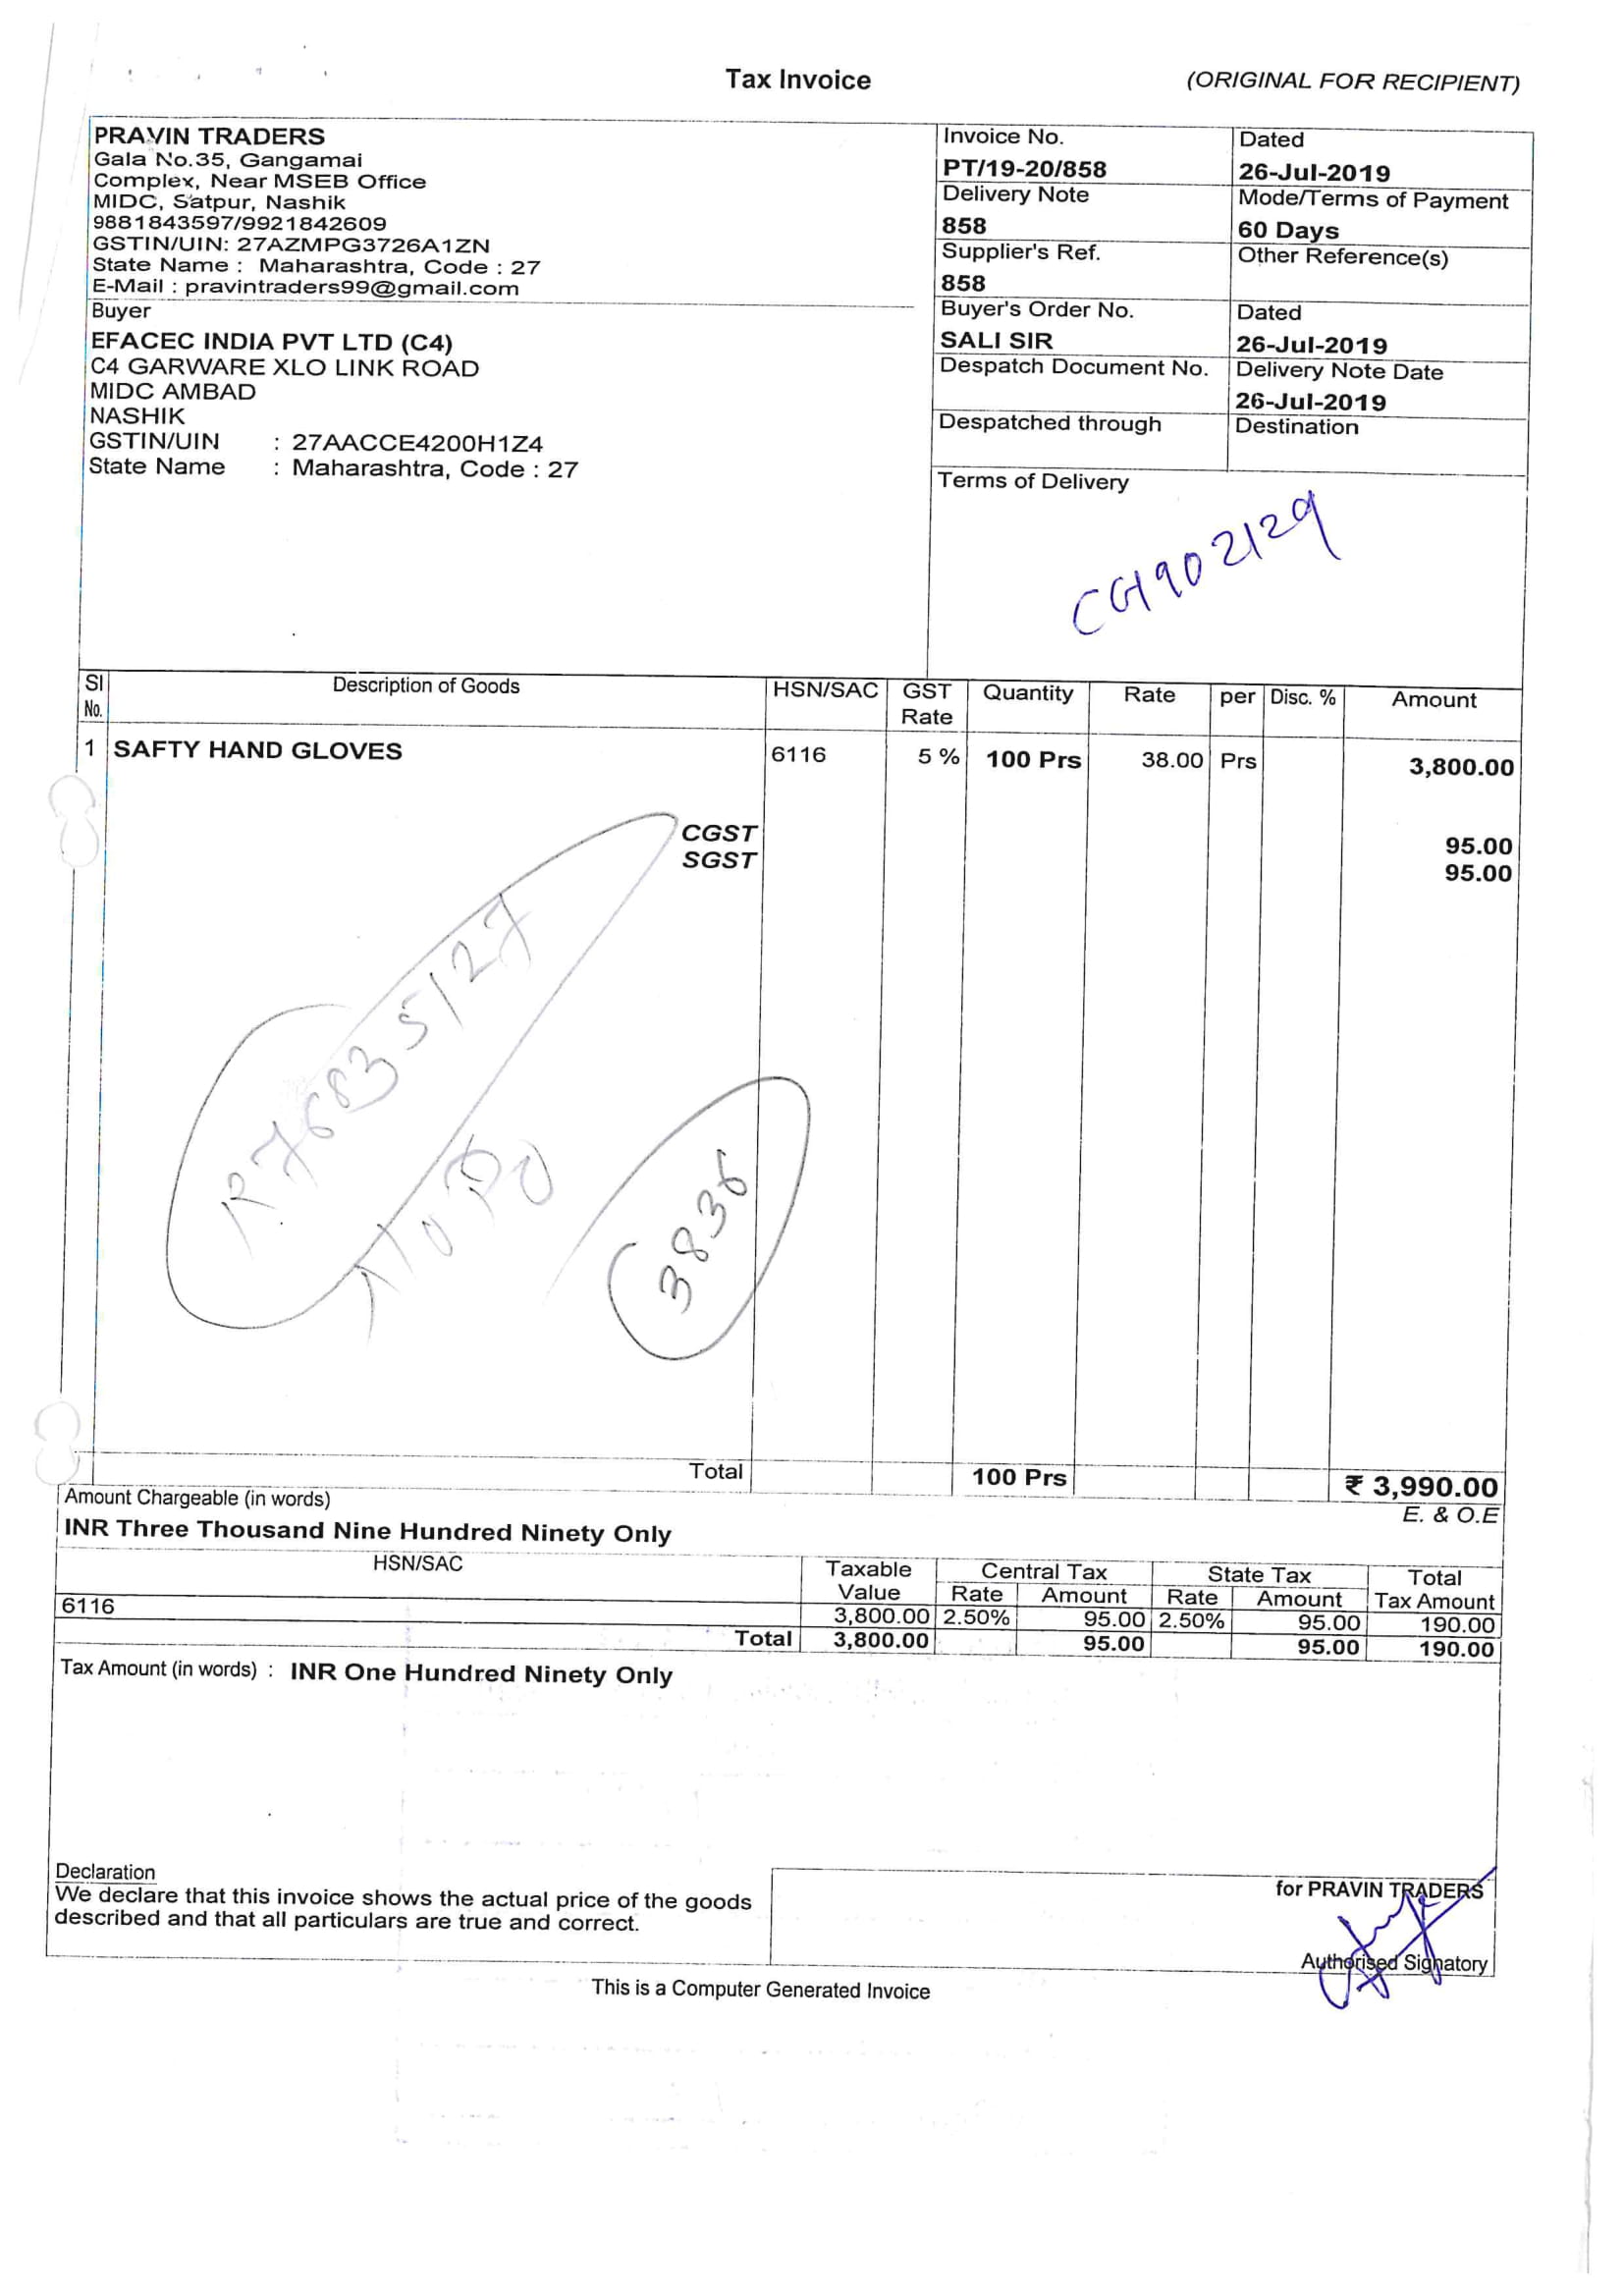 Tax Invoice
(ORIGINAL FOR RECIPIENT)
PRAVIN TRADERS
Gala No.35, Gangamai
Complex, Near MSEB Office
MIDC, Satpur, Nashik
9881843597/9921842609
GSTIN/UIN: 27AZMPG3726A1ZN
State Name : Maharashtra, Code : 27
E-Mail : pravintraders99@gmail.com
Buyer
EFACEC INDIA PVT LTD (C4)
C4 GARWARE XLO LINK ROAD
MIDC AMBAD
NASHIK
GSTIN/UIN : 27AACCE4200H1Z4
State Name : Maharashtra, Code : 27
Invoice No.
PT/19-20/858
Dated
26-Jul-2019
Delivery Note
858
Mode/Terms of Payment
60 Days
Supplier's Ref.
858
Other Reference(s)
Buyer's Order No.
SALI SIR
Dated
26-Jul-2019
Despatch Document No.
Delivery Note Date
26-Jul-2019
Despatched through
Destination
Terms of Delivery
Sl No. Description of Goods HSN/SAC GST Rate Quantity Rate per Disc. % Amount
1 SAFTY HAND GLOVES 6116 5 % 100 Prs 38.00 Prs 3,800.00
CGST 95.00
SGST 95.00
NOPO
Total 100 Prs ₹ 3,990.00
Amount Chargeable (in words) E. & O.E
INR Three Thousand Nine Hundred Ninety Only
HSN/SAC Taxable Value Central Tax State Tax Total Tax Amount
Rate Amount Rate Amount
6116 3,800.00 2.50% 95.00 2.50% 95.00 190.00
Total 3,800.00 95.00 95.00 190.00
Tax Amount (in words) : INR One Hundred Ninety Only
Declaration
We declare that this invoice shows the actual price of the goods
described and that all particulars are true and correct.
for PRAVIN TRADERS
Authorised Signatory
This is a Computer Generated Invoice